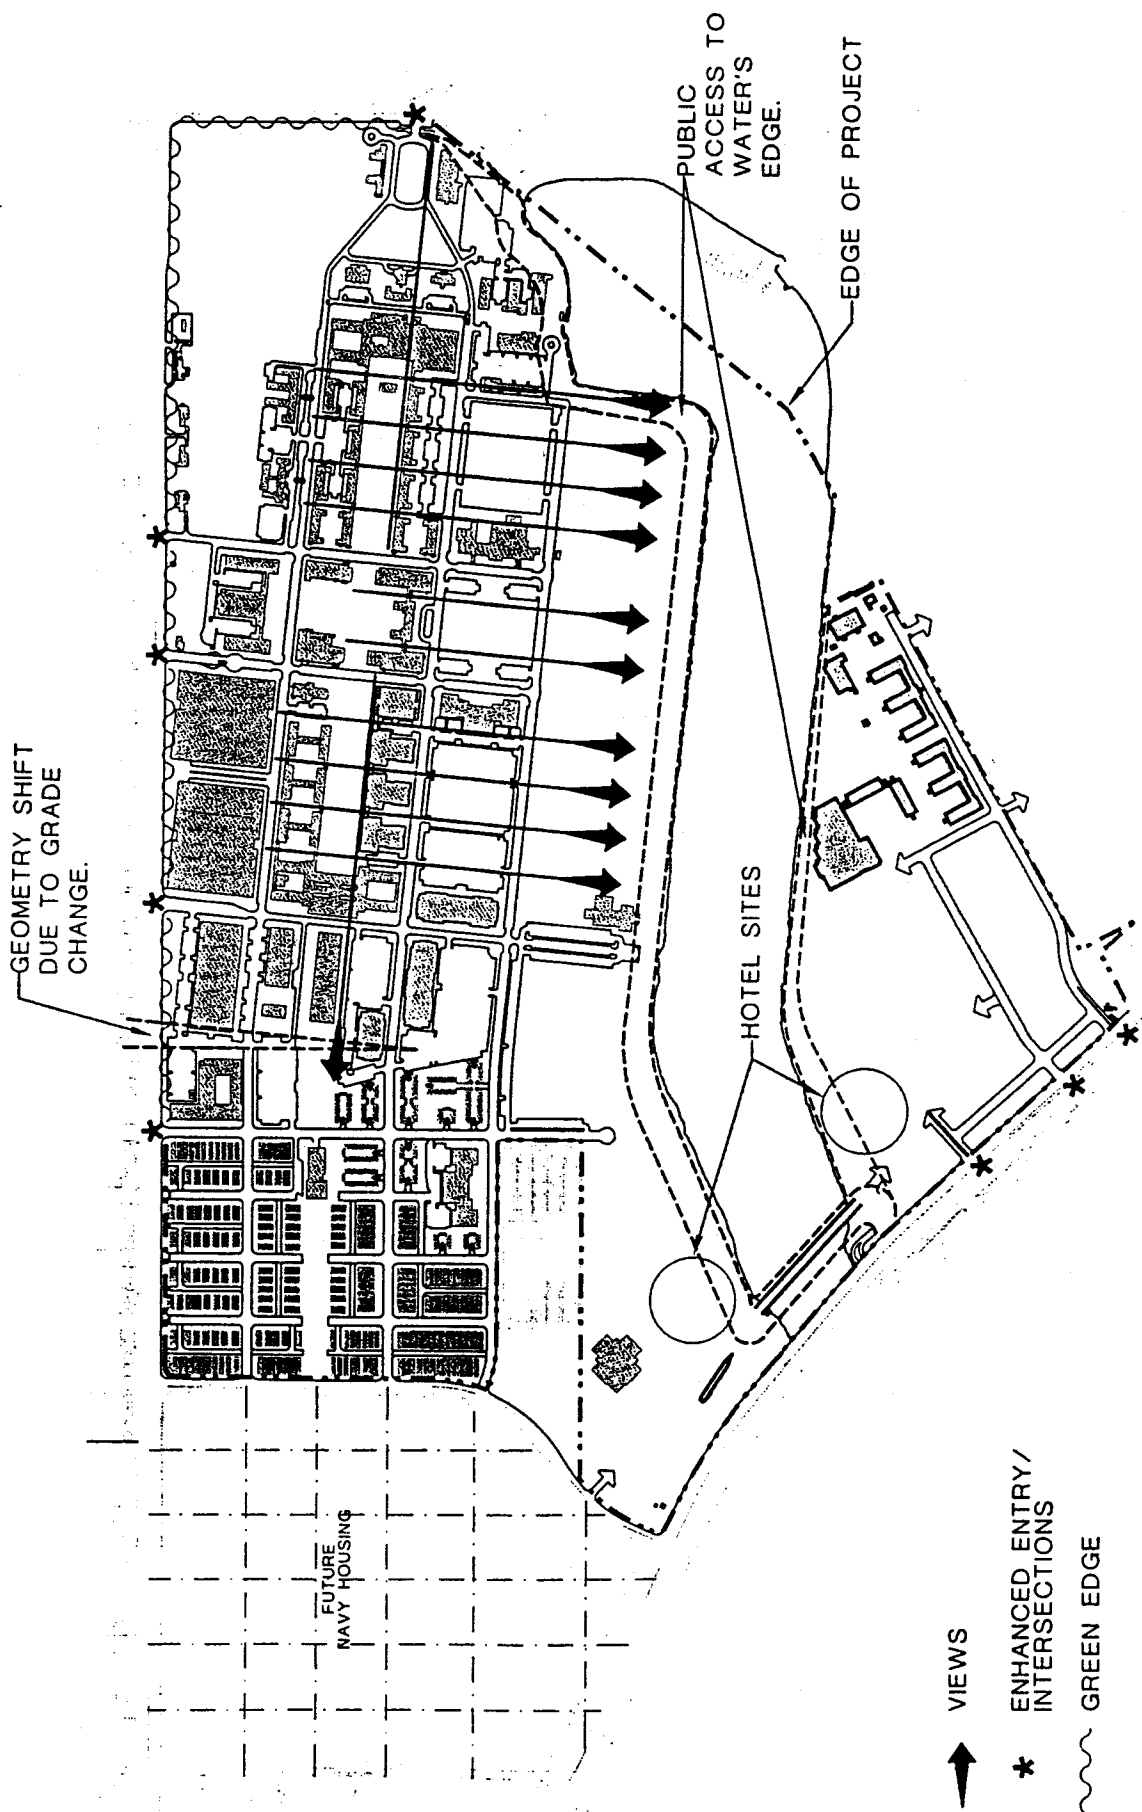 GEOMETRY SHIFT
DUE TO GRADE
CHANGE.
PUBLIC
ACCESS TO
WATER'S
EDGE.
EDGE OF PROJECT
HOTEL SITES
FUTURE
NAVY HOUSING
VIEWS
* ENHANCED ENTRY/
INTERSECTIONS
GREEN EDGE